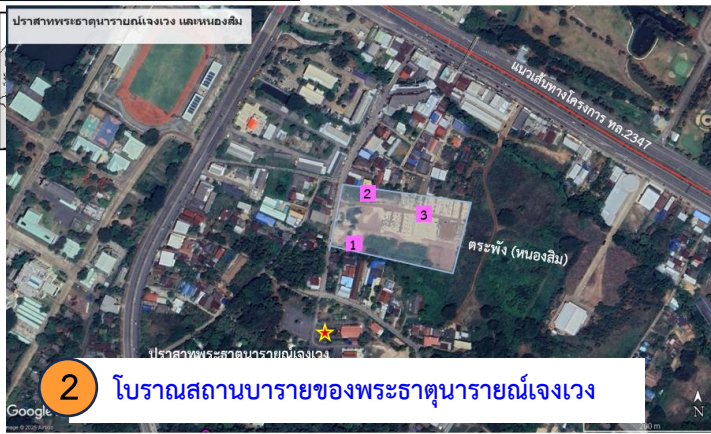 ปราสาทพระธาตุนารายณ์เจงเวง และหนองสิม
แนวเส้นทางโครงการ ทล.2347
2
3
1
ตระพัง (หนองสิม)
ปราสาทพระธาตุนารายณ์เจงเวง
2 โบราณสถานบารายของพระธาตุนารายณ์เจงเวง
Google
N